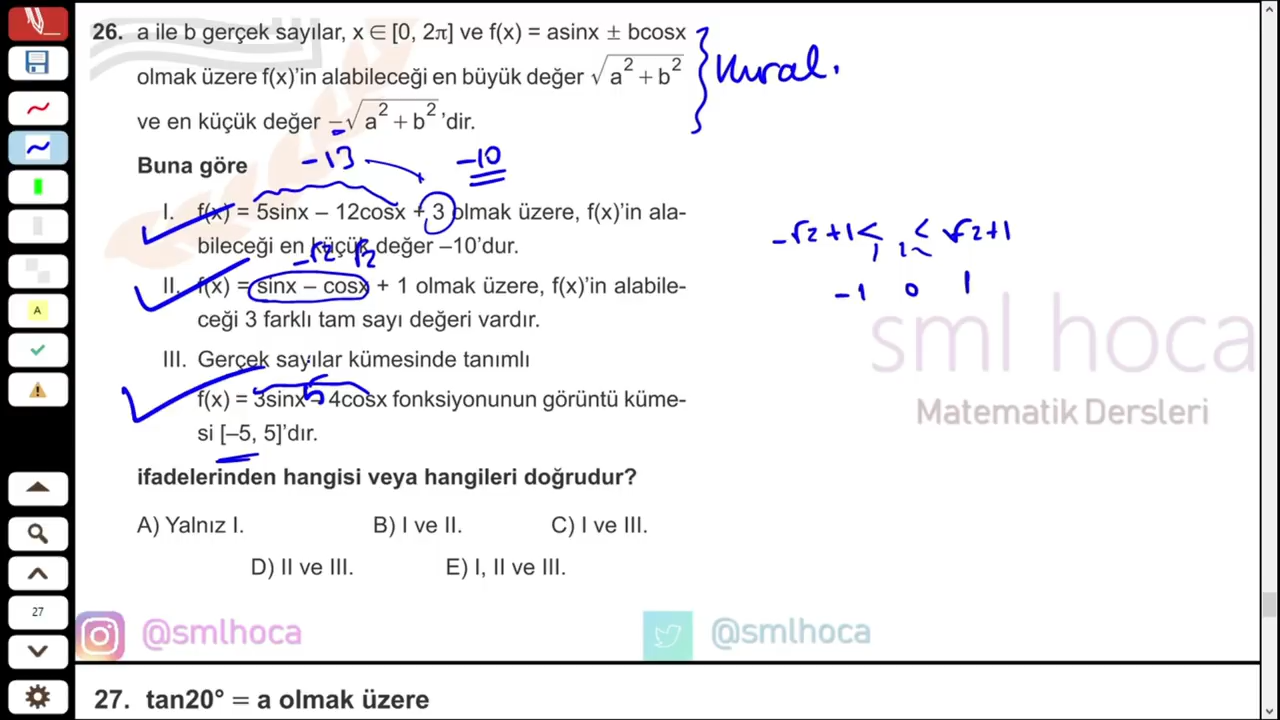 26. a ile b gerçek sayılar, x ∈ [0, 2π] ve f(x) = asinx ± bcosx
olmak üzere f(x)'in alabileceği en büyük değer √a² + b²
ve en küçük değer –√a² + b² 'dir.
Kural.
Buna göre
-13
-10
I. f(x) = 5sinx – 12cosx + 3 olmak üzere, f(x)'in ala-
bileceği en küçük değer –10'dur.
-√2 √2
II. f(x) = sinx – cosx + 1 olmak üzere, f(x)'in alabile-
ceği 3 farklı tam sayı değeri vardır.
-√2+1< < √2+1
-1 0 1
III. Gerçek sayılar kümesinde tanımlı
5
f(x) = 3sinx – 4cosx fonksiyonunun görüntü küme-
si [–5, 5]'dır.
ifadelerinden hangisi veya hangileri doğrudur?
A) Yalnız I. B) I ve II. C) I ve III.
D) II ve III. E) I, II ve III.
sml hoca
Matematik Dersleri
@smlhoca @smlhoca
27. tan20° = a olmak üzere
A
27